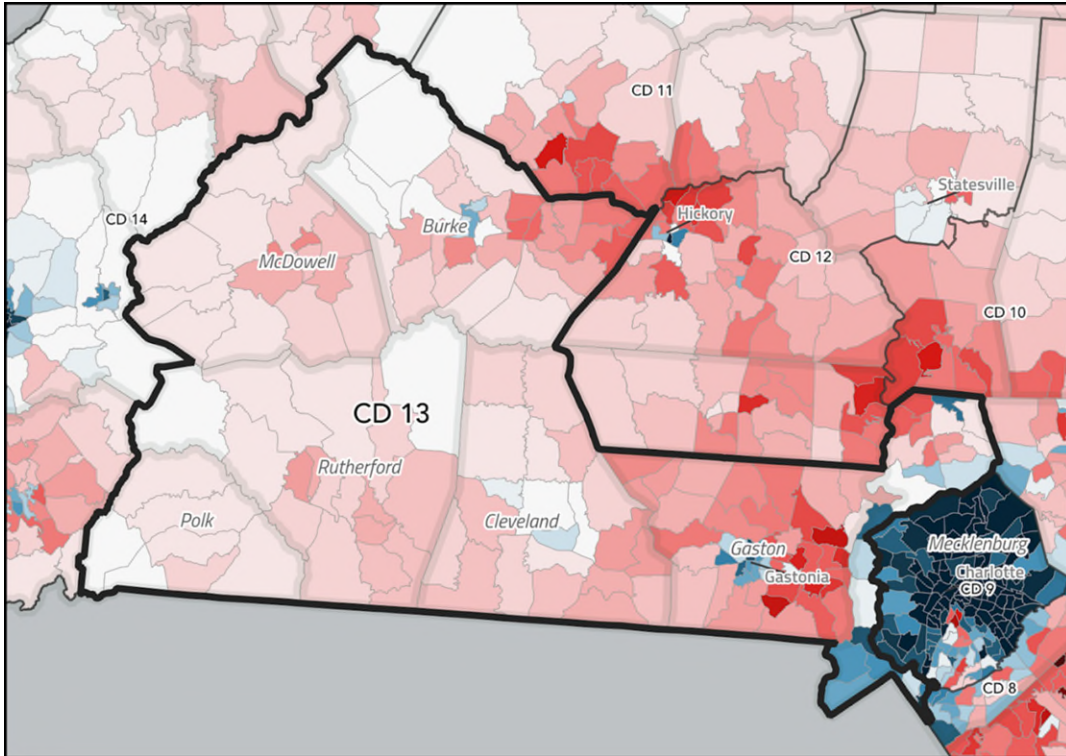 CD 11
Statesville
CD 14
Hickory
Burke
McDowell
CD 12
CD 10
CD 13
Rutherford
Polk
Cleveland
Gaston
Gastonia
Mecklenburg
Charlotte
CD 9
CD 8